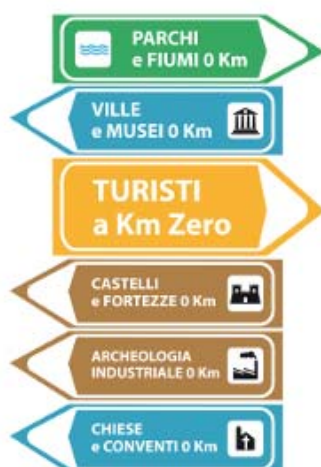 PARCHI
e FIUMI 0 Km
VILLE
e MUSEI 0 Km
TURISTI
a Km Zero
CASTELLI
e FORTEZZE 0 Km
ARCHEOLOGIA
INDUSTRIALE 0 Km
CHIESE
e CONVENTI 0 Km